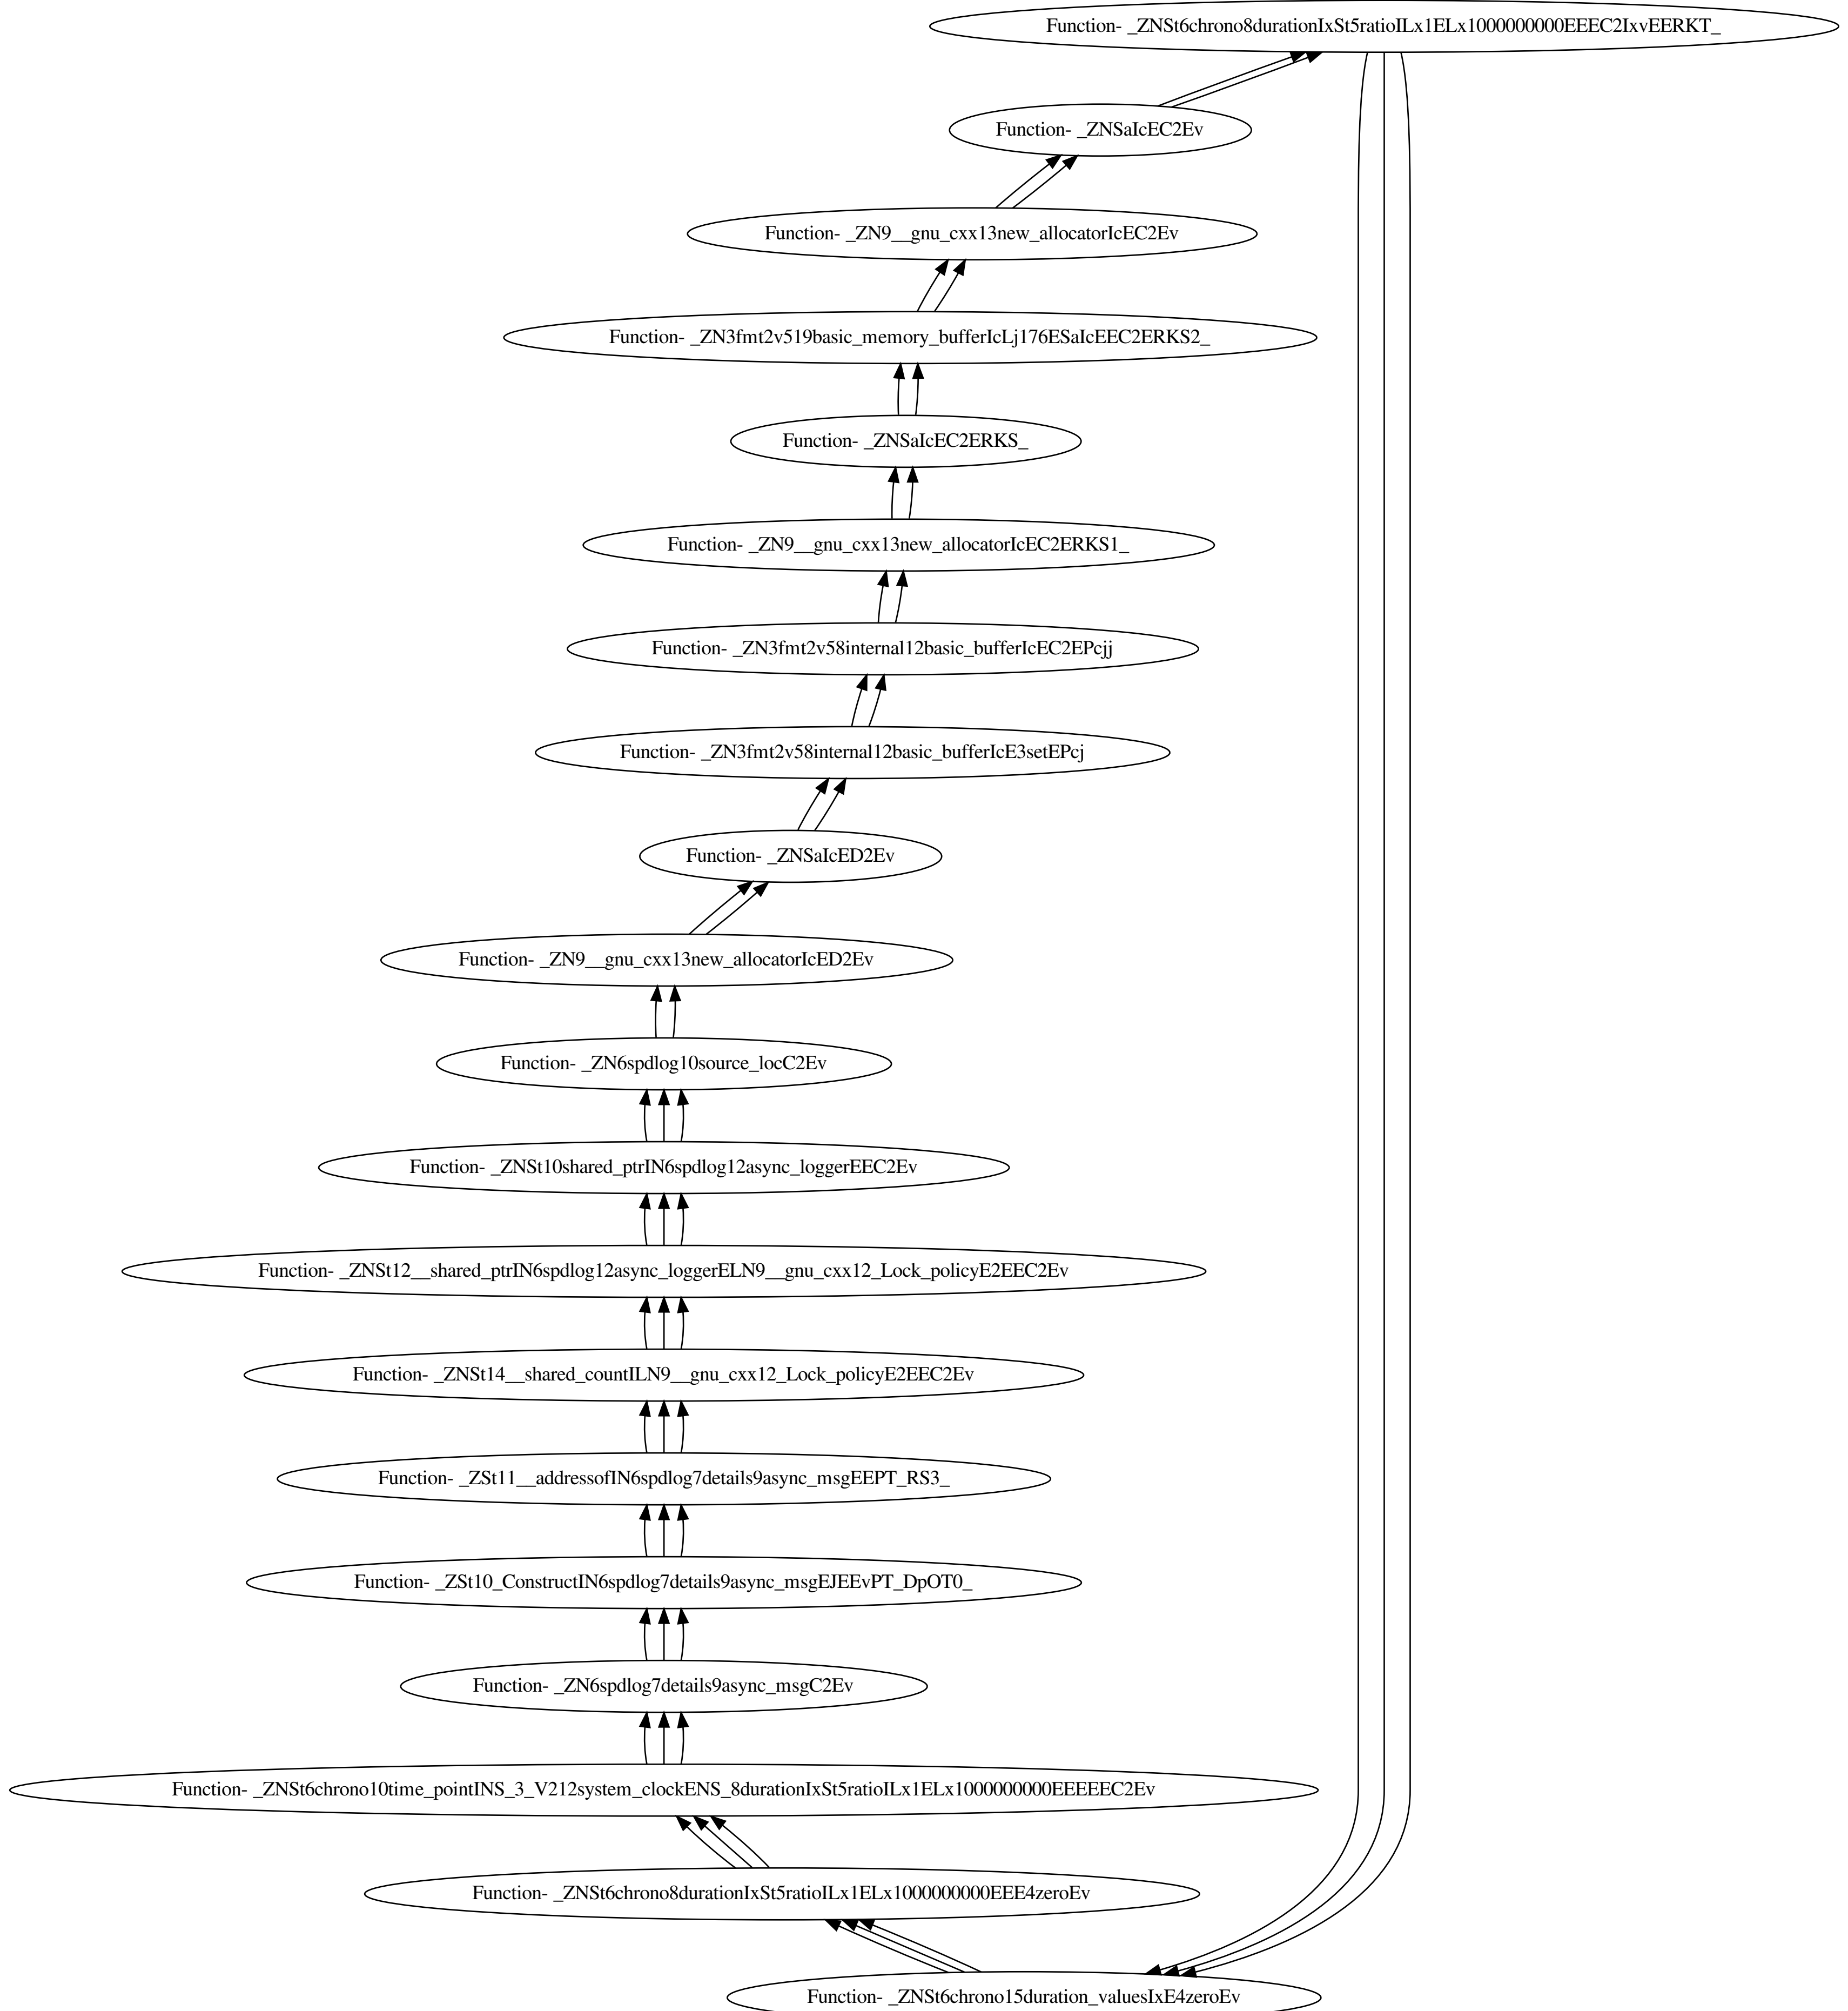 Function- _ZNSt6chrono8durationIxSt5ratioILx1ELx1000000000EEEC2IxvEERKT_
Function- _ZNSaIcEC2Ev
Function- _ZN9__gnu_cxx13new_allocatorIcEC2Ev
Function- _ZN3fmt2v519basic_memory_bufferIcLj176ESaIcEEC2ERKS2_
Function- _ZNSaIcEC2ERKS_
Function- _ZN9__gnu_cxx13new_allocatorIcEC2ERKS1_
Function- _ZN3fmt2v58internal12basic_bufferIcEC2EPcjj
Function- _ZN3fmt2v58internal12basic_bufferIcE3setEPcj
Function- _ZNSaIcED2Ev
Function- _ZN9__gnu_cxx13new_allocatorIcED2Ev
Function- _ZN6spdlog10source_locC2Ev
Function- _ZNSt10shared_ptrIN6spdlog12async_loggerEEC2Ev
Function- _ZNSt12__shared_ptrIN6spdlog12async_loggerELN9__gnu_cxx12_Lock_policyE2EEC2Ev
Function- _ZNSt14__shared_countILN9__gnu_cxx12_Lock_policyE2EEC2Ev
Function- _ZSt11__addressofIN6spdlog7details9async_msgEEPT_RS3_
Function- _ZSt10_ConstructIN6spdlog7details9async_msgEJEEvPT_DpOT0_
Function- _ZN6spdlog7details9async_msgC2Ev
Function- _ZNSt6chrono10time_pointINS_3_V212system_clockENS_8durationIxSt5ratioILx1ELx1000000000EEEEEC2Ev
Function- _ZNSt6chrono8durationIxSt5ratioILx1ELx1000000000EEE4zeroEv
Function- _ZNSt6chrono15duration_valuesIxE4zeroEv